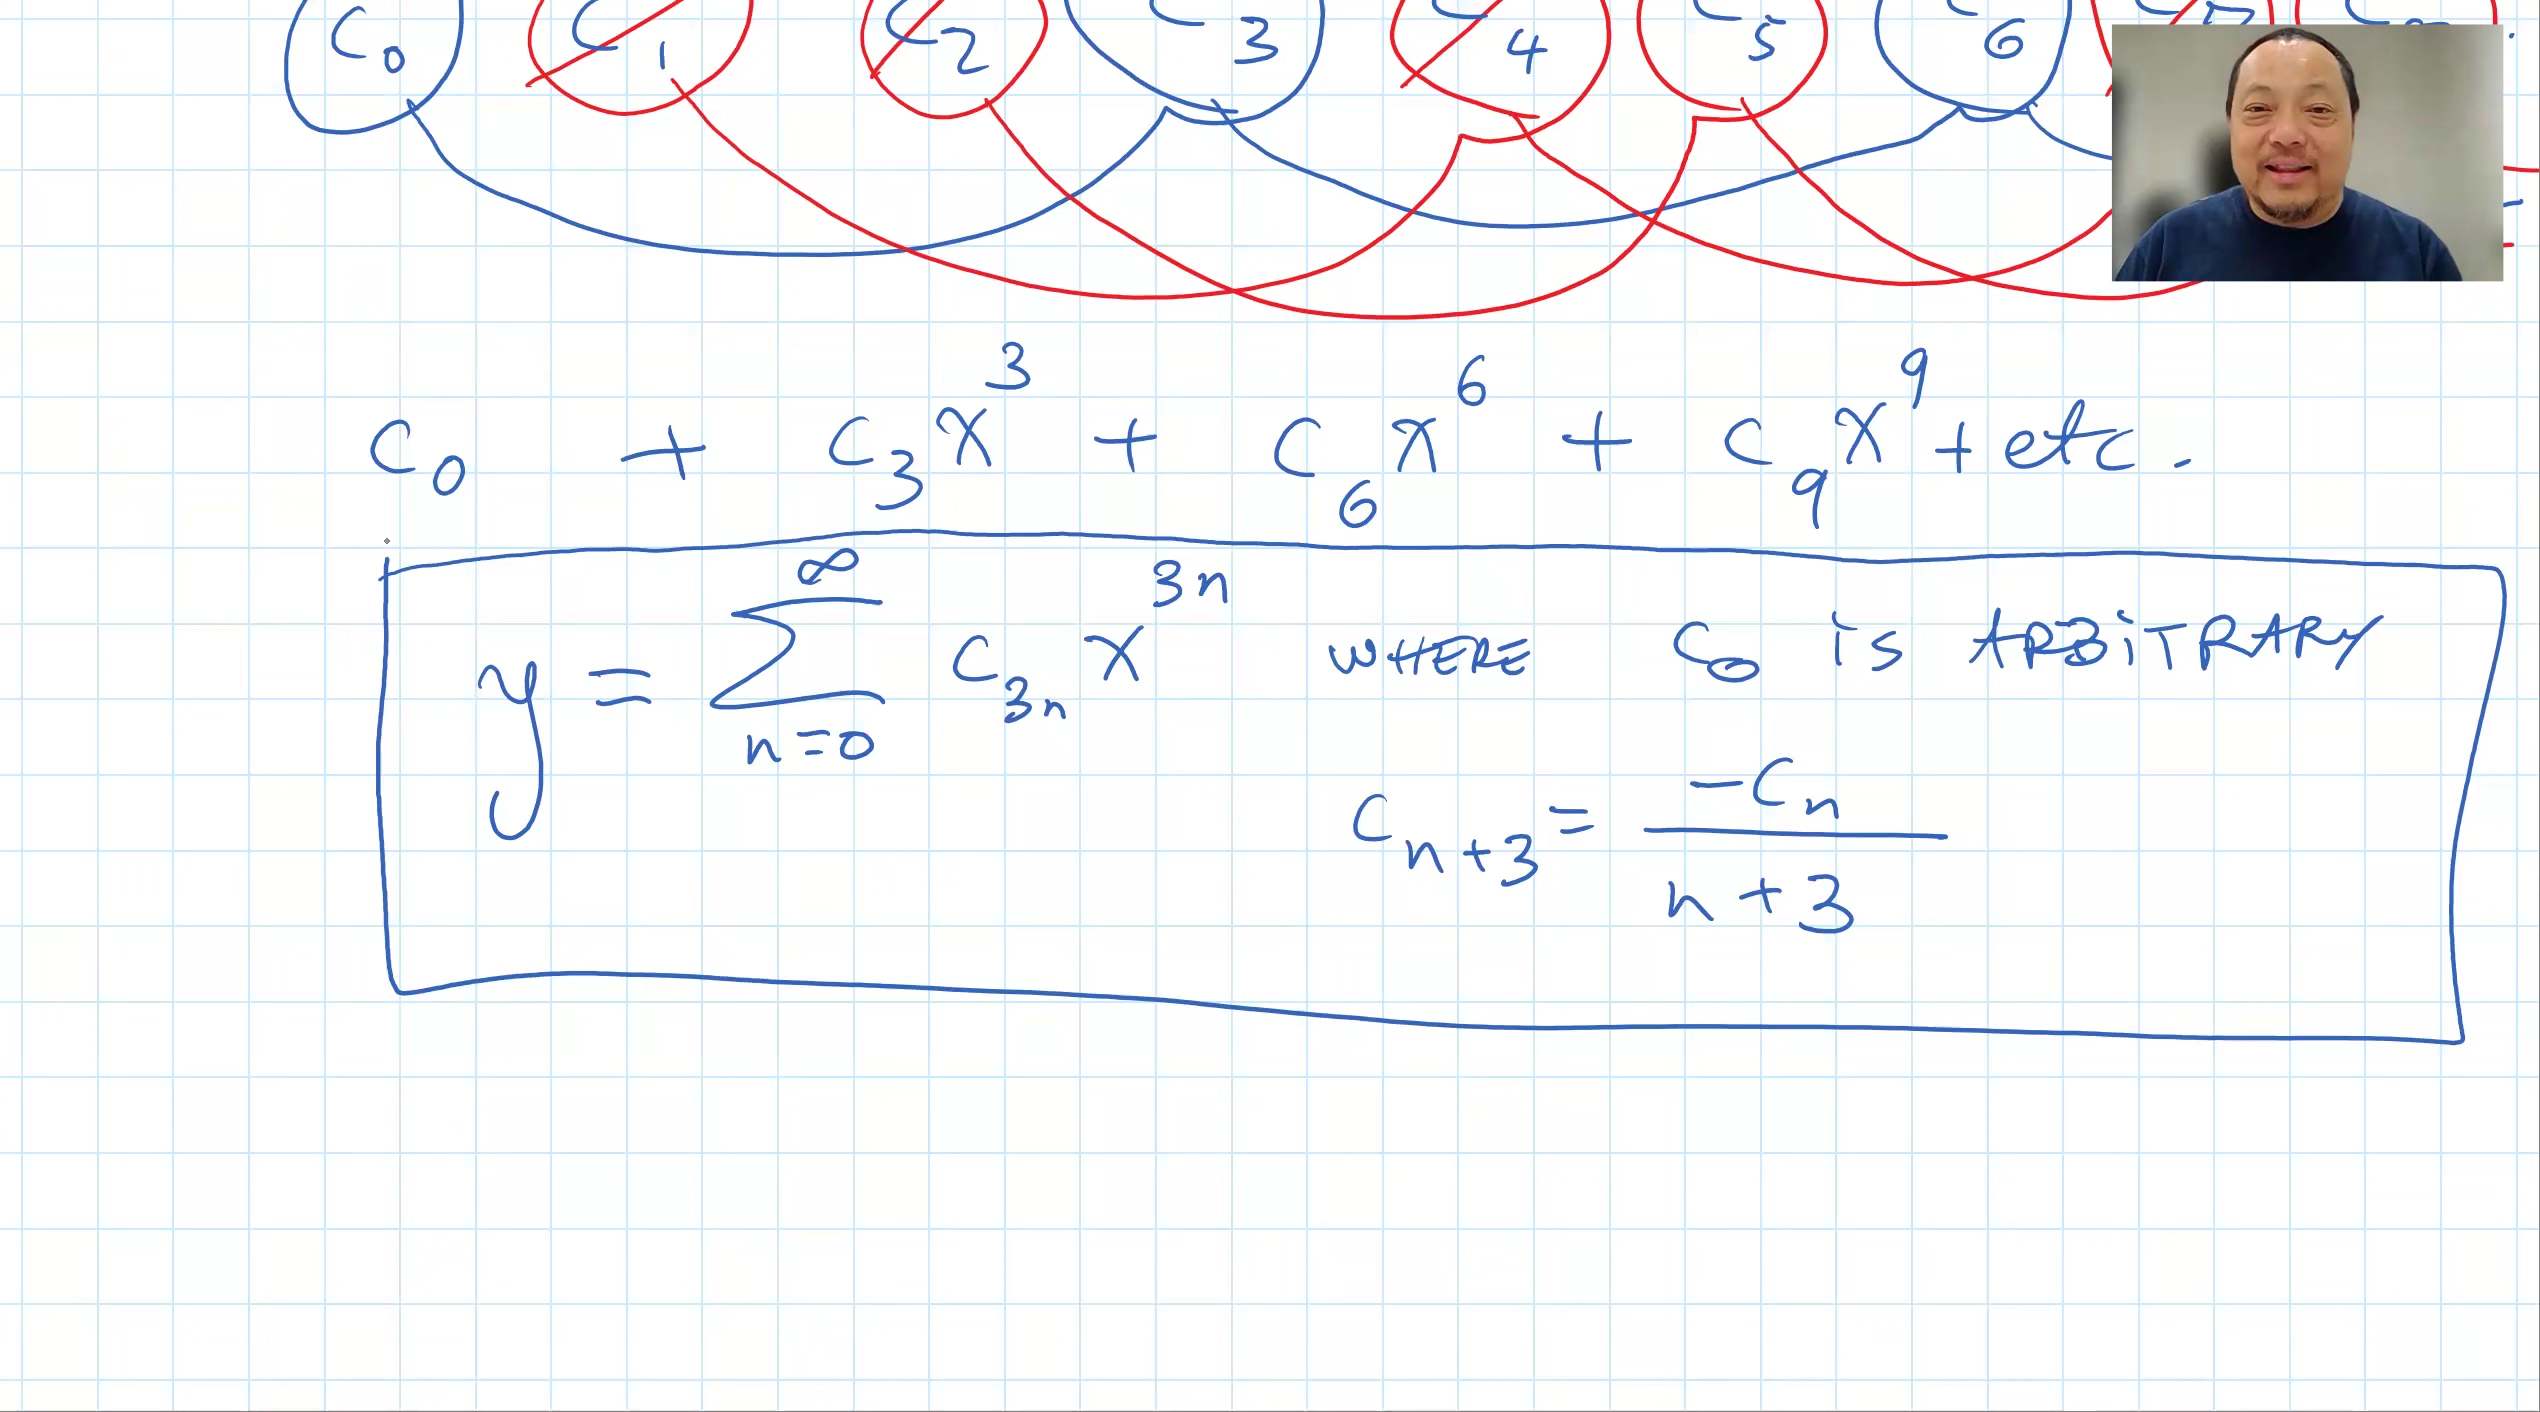 C₀ C₁ C₂ C₃ C₄ C₅ C₆
C₀ + C₃x³ + C₆x⁶ + C₉x⁹ + etc.
y = ∑_{n=0}^{∞} C₃ₙ x³ⁿ WHERE C₀ is ARBITRARY
Cₙ₊₃ = −Cₙ / (n+3)